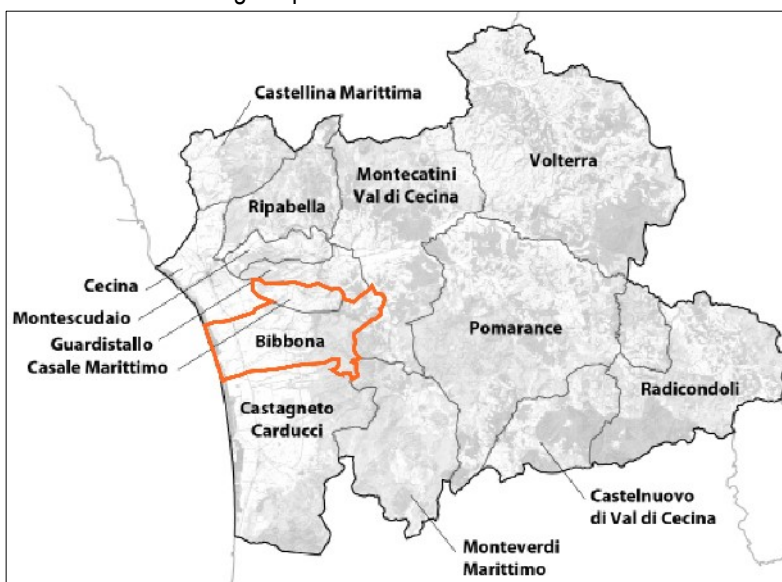 Castellina Marittima
Volterra
Montecatini
Val di Cecina
Ripabella
Cecina
Montescudaio
Guardistallo
Casale Marittimo
Bibbona
Pomarance
Radicondoli
Castagneto
Carducci
Castelnuovo
di Val di Cecina
Monteverdi
Marittimo